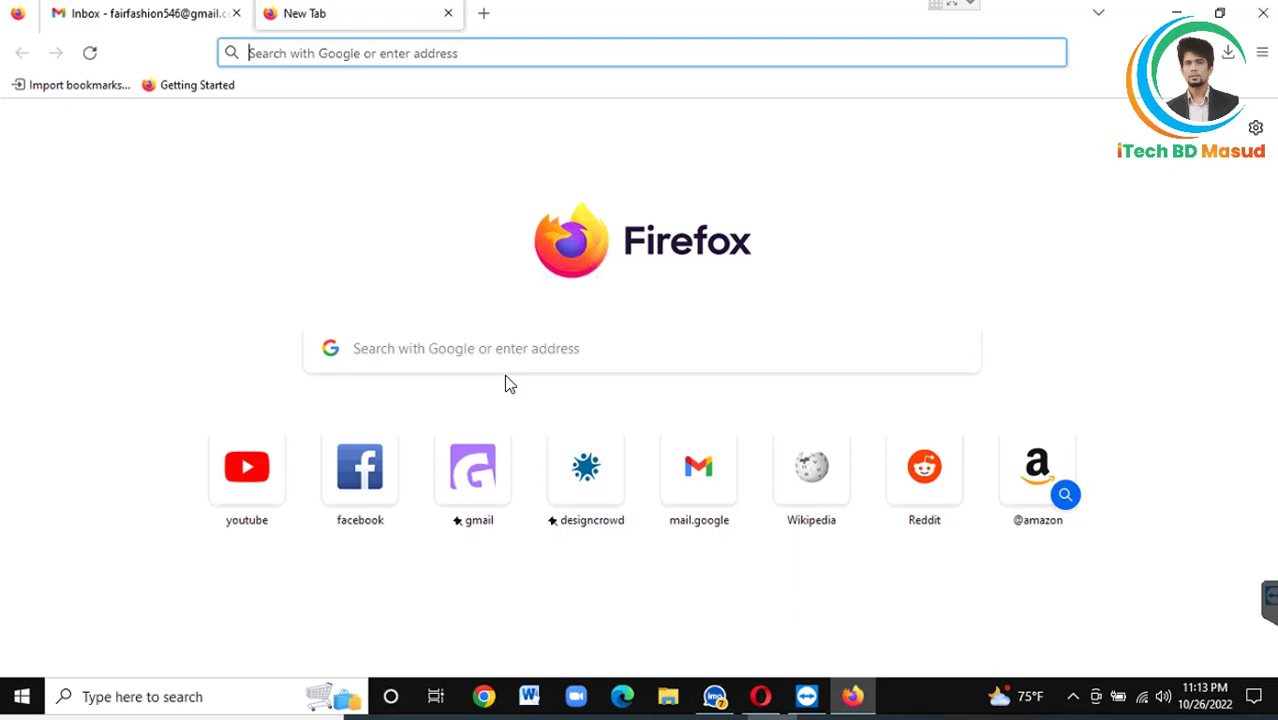 Inbox - fairfashion546@gmail.c
New Tab
Search with Google or enter address
Import bookmarks...
Getting Started
iTech BD Masud
Firefox
Search with Google or enter address
youtube
facebook
gmail
designcrowd
mail.google
Wikipedia
Reddit
@amazon
Type here to search
imo
7
75°F
11:13 PM
10/26/2022